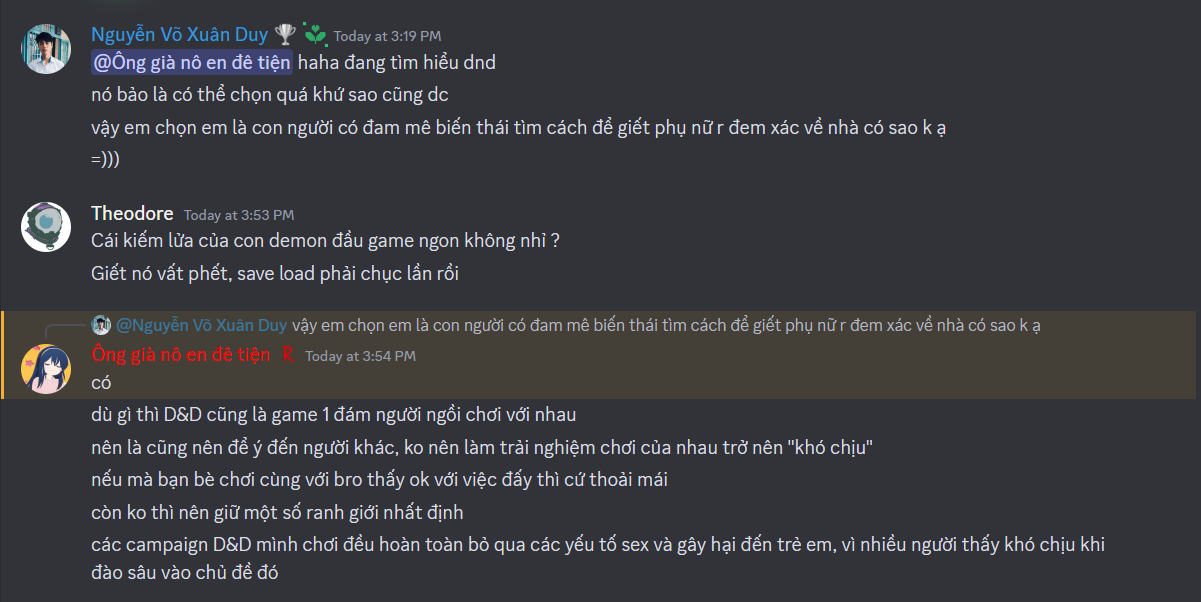 Nguyễn Võ Xuân Duy Today at 3:19 PM
@Ông già nô en đê tiện haha đang tìm hiểu dnd
nó bảo là có thể chọn quá khứ sao cũng dc
vậy em chọn em là con người có đam mê biến thái tìm cách để giết phụ nữ r đem xác về nhà có sao k ạ
=)))
Theodore Today at 3:53 PM
Cái kiếm lửa của con demon đầu game ngon không nhỉ ?
Giết nó vất phết, save load phải chục lần rồi
@Nguyễn Võ Xuân Duy vậy em chọn em là con người có đam mê biến thái tìm cách để giết phụ nữ r đem xác về nhà có sao k ạ
Ông già nô en đê tiện R Today at 3:54 PM
có
dù gì thì D&D cũng là game 1 đám người ngồi chơi với nhau
nên là cũng nên để ý đến người khác, ko nên làm trải nghiệm chơi của nhau trở nên "khó chịu"
nếu mà bạn bè chơi cùng với bro thấy ok với việc đấy thì cứ thoải mái
còn ko thì nên giữ một số ranh giới nhất định
các campaign D&D mình chơi đều hoàn toàn bỏ qua các yếu tố sex và gây hại đến trẻ em, vì nhiều người thấy khó chịu khi
đào sâu vào chủ đề đó